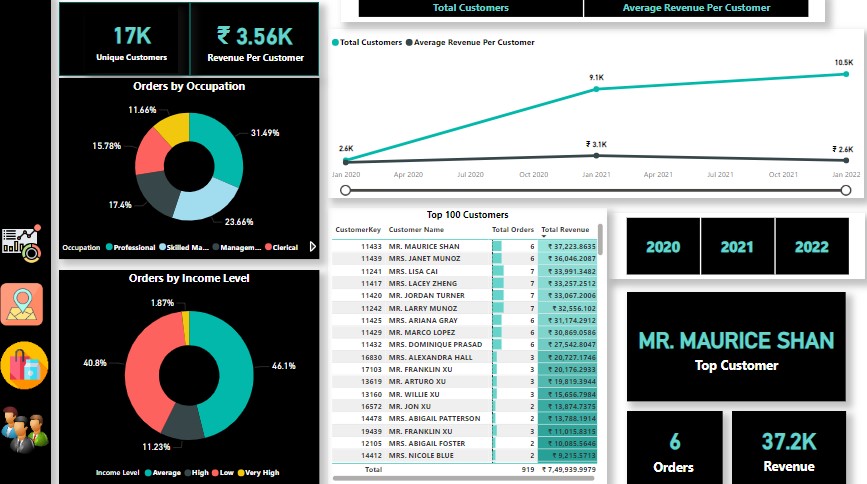 Total Customers
Average Revenue Per Customer
17K
Unique Customers
₹ 3.56K
Revenue Per Customer
Orders by Occupation
11.66%
31.49%
15.78%
17.4%
23.66%
Occupation Professional Skilled Ma... Managem... Clerical
Orders by Income Level
1.87%
40.8%
46.1%
11.23%
Income Level Average High Low Very High
Total Customers Average Revenue Per Customer
10.5K
9.1K
2.6K
₹ 3.1K
₹ 2.6K
Jan 2020 Apr 2020 Jul 2020 Oct 2020 Jan 2021 Apr 2021 Jul 2021 Oct 2021 Jan 2022
Top 100 Customers
CustomerKey Customer Name Total Orders Total Revenue
11433 MR. MAURICE SHAN 6 ₹ 37,223.8635
11439 MRS. JANET MUNOZ 6 ₹ 36,046.2087
11241 MRS. LISA CAI 7 ₹ 33,991.3482
11417 MRS. LACEY ZHENG 7 ₹ 33,257.2512
11420 MR. JORDAN TURNER 7 ₹ 33,067.2006
11242 MR. LARRY MUNOZ 7 ₹ 32,556.102
11425 MRS. ARIANA GRAY 6 ₹ 31,174.2912
11429 MR. MARCO LOPEZ 6 ₹ 30,869.0586
11432 MRS. DOMINIQUE PRASAD 6 ₹ 27,542.8047
16830 MRS. ALEXANDRA HALL 3 ₹ 20,727.1746
17103 MR. FRANKLIN XU 3 ₹ 20,176.2933
13619 MR. ARTURO XU 3 ₹ 19,819.3944
13160 MR. WILLIE XU 3 ₹ 15,656.7984
16572 MR. JON XU 2 ₹ 13,874.7375
14478 MRS. ABIGAIL PATTERSON 2 ₹ 13,788.1914
19439 MR. FRANKLIN XU 3 ₹ 11,015.8315
12105 MRS. ABIGAIL FOSTER 2 ₹ 10,085.5646
14412 MRS. NICOLE BLUE 2 ₹ 9,215.5713
Total 919 ₹ 7,49,939.9979
2020
2021
2022
MR. MAURICE SHAN
Top Customer
6
Orders
37.2K
Revenue